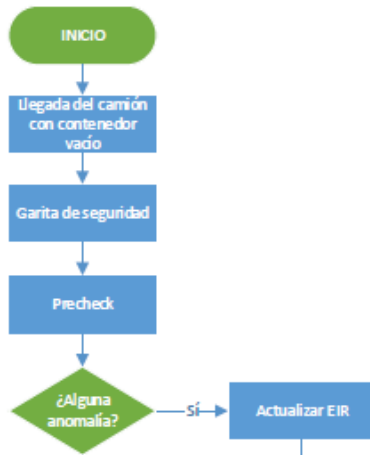 INICIO
Llegada del camión
con contenedor
vacío
Garita de seguridad
Precheck
¿Alguna
anomalía?
Sí
Actualizar EIR